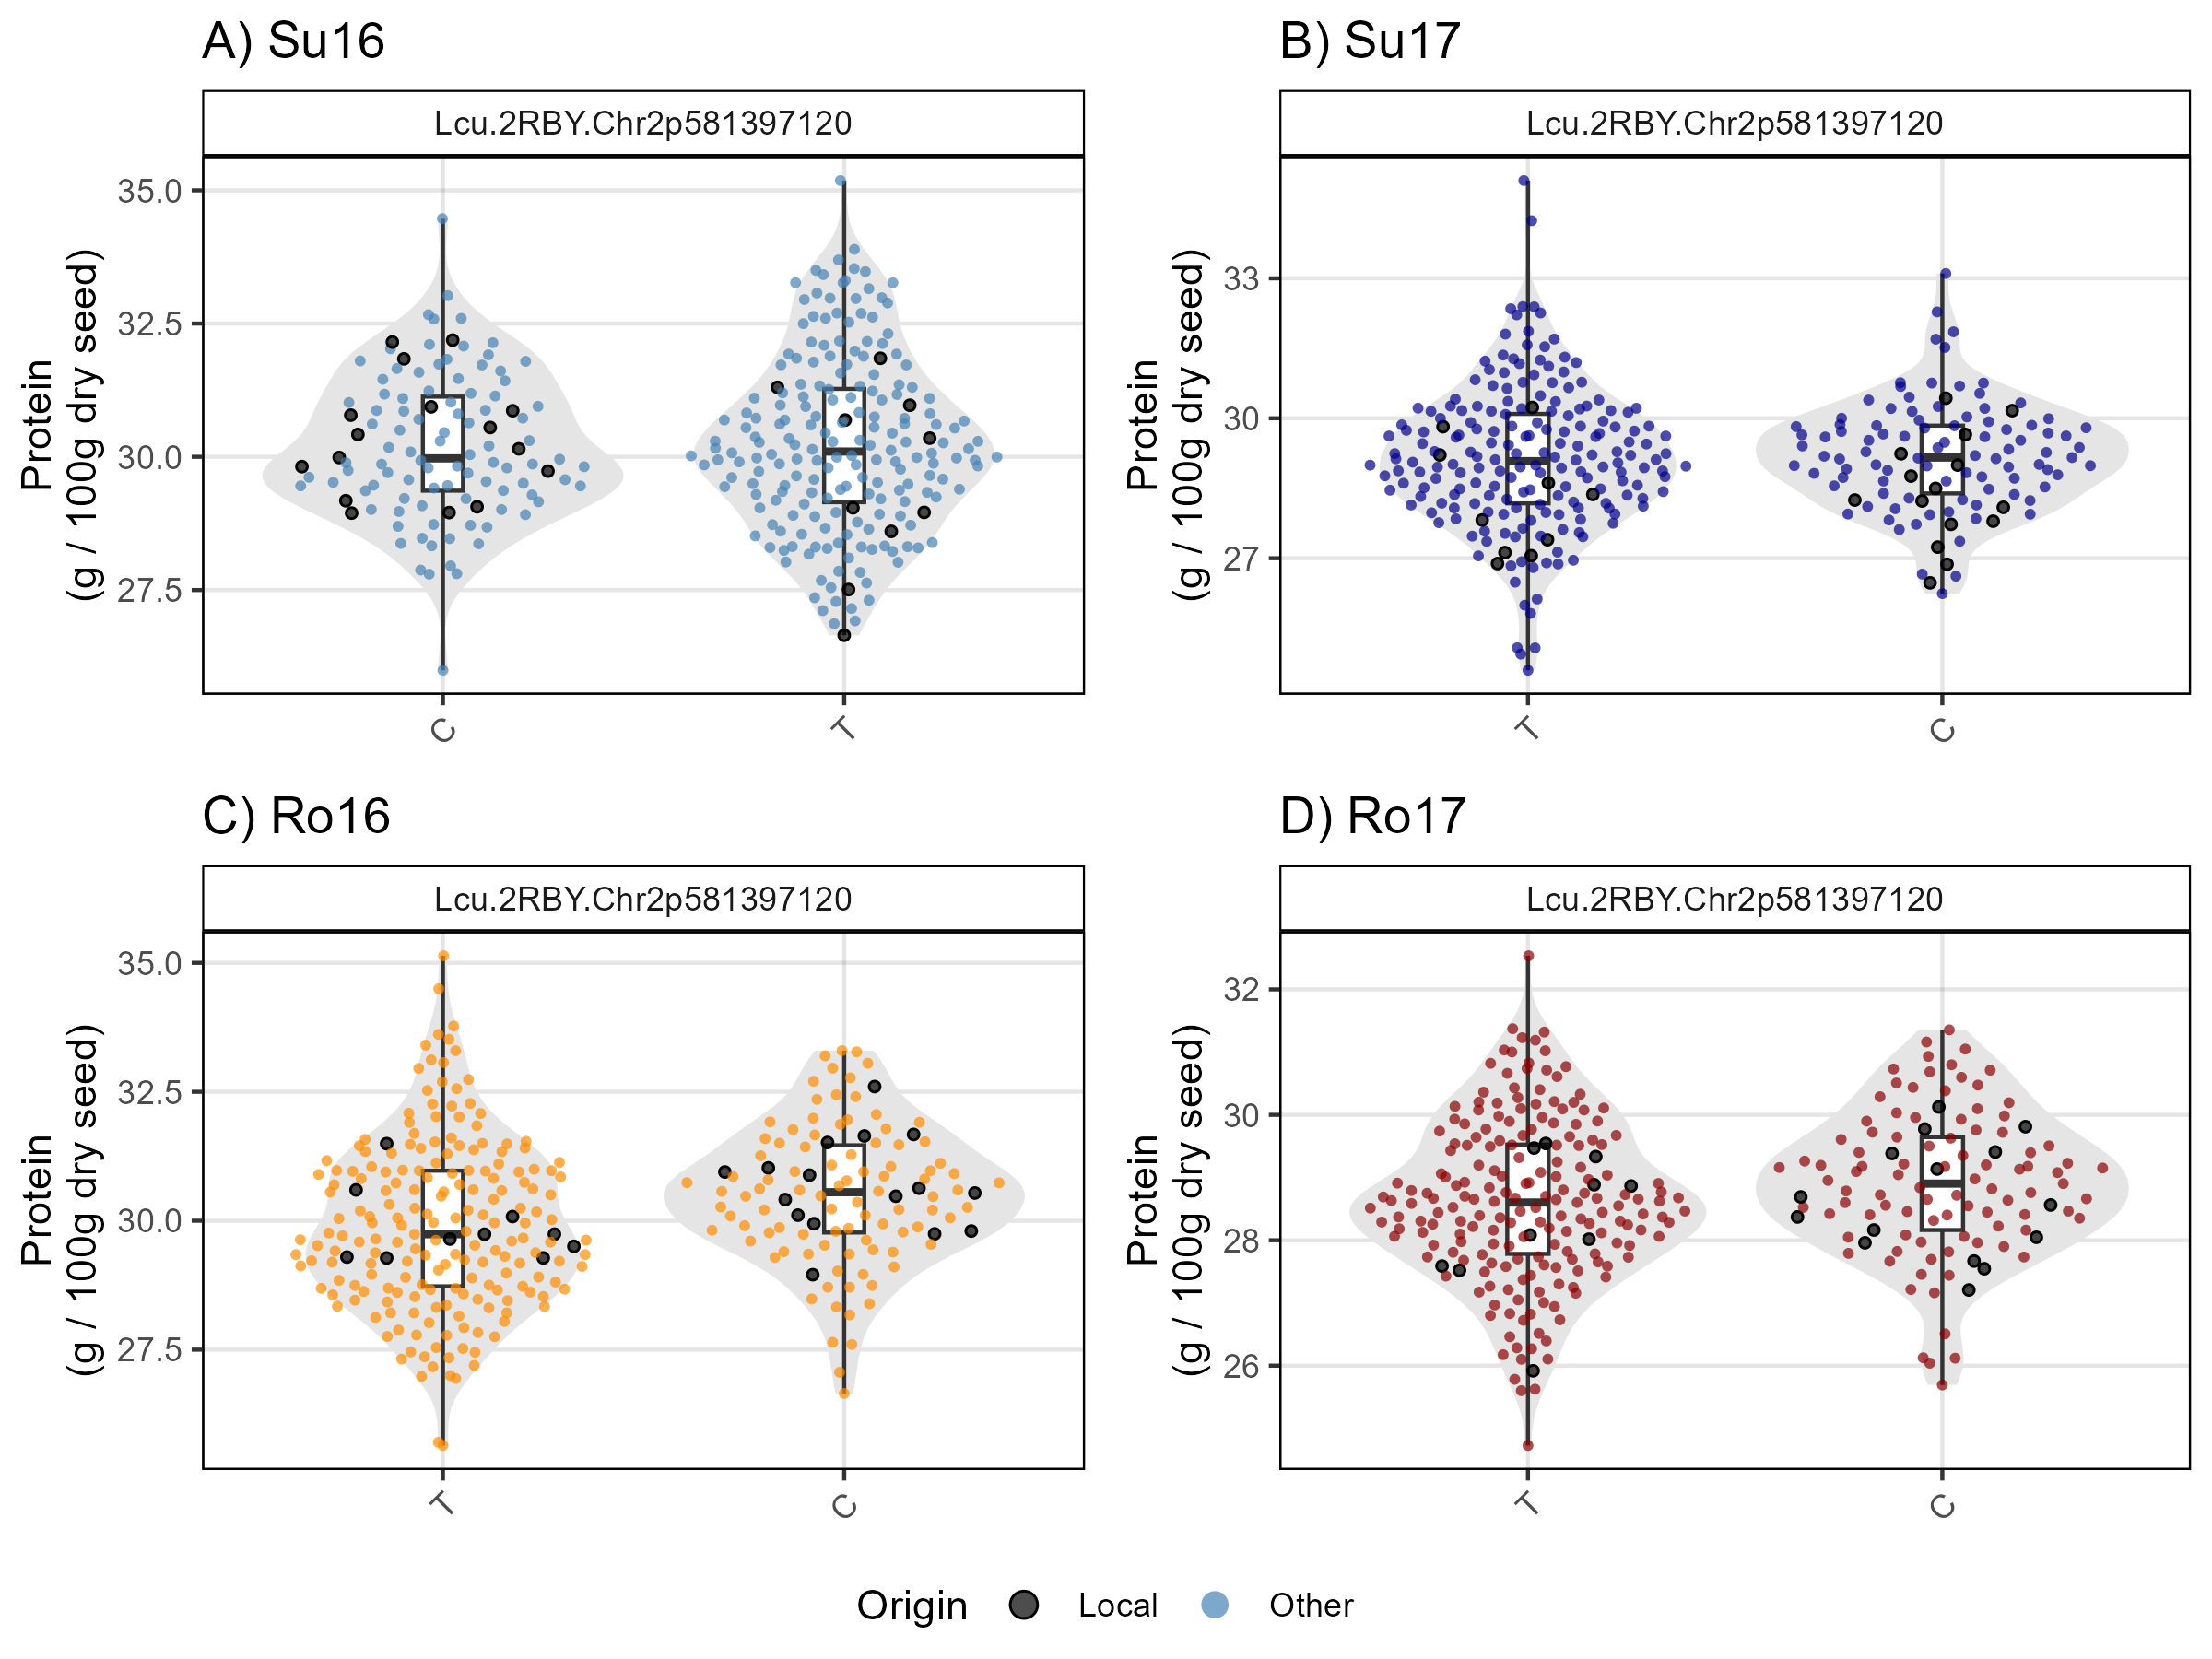 A) Su16
Lcu.2RBY.Chr2p581397120
Protein
(g / 100g dry seed)
35.0
32.5
30.0
27.5
C
T
B) Su17
Lcu.2RBY.Chr2p581397120
Protein
(g / 100g dry seed)
33
30
27
T
C
C) Ro16
Lcu.2RBY.Chr2p581397120
Protein
(g / 100g dry seed)
35.0
32.5
30.0
27.5
T
C
D) Ro17
Lcu.2RBY.Chr2p581397120
Protein
(g / 100g dry seed)
32
30
28
26
T
C
Origin Local Other